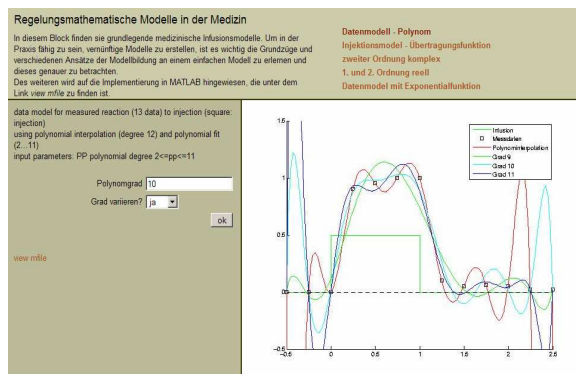 Regelungsmathematische Modelle in der Medizin
In diesem Block finden sie grundlegende medizinische Infusionsmodelle. Um in der
Praxis fähig zu sein, vernünftige Modelle zu erstellen, ist es wichtig die Grundzüge und
verschiedenen Ansätze der Modellbildung an einem einfachen Modell zu erlernen und
dieses genauer zu betrachten.
Des weiteren wird auf die Implementierung in MATLAB hingewiesen, die unter dem
Link view mfile zu finden ist.
Datenmodell - Polynom
Injektionsmodel - Übertragungsfunktion
zweiter Ordnung komplex
1. und 2. Ordnung reell
Datenmodel mit Exponentialfunktion
data model for measured reaction (13 data) to injection (square:
injection)
using polynomial interpolation (degree 12) and polynomial fit
(2...11)
input parameters: PP polynomial degree 2<=pp<=11
Polynomgrad 10
Grad variieren? ja
ok
view mfile
1.5
1
0.5
0
-0.5
-0.5 0 0.5 1 1.5 2 2.5
Infusion
Messdaten
Polynominterpolation
Grad 9
Grad 10
Grad 11